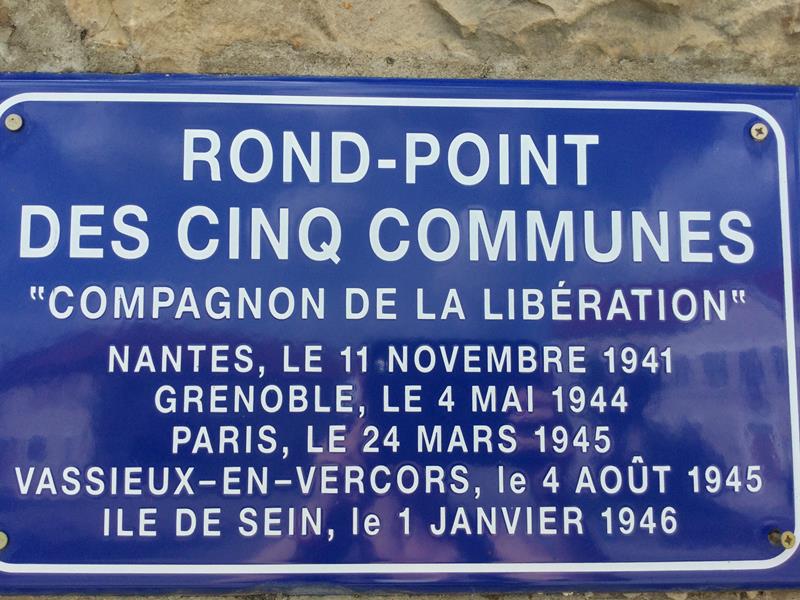 ROND-POINT
DES CINQ COMMUNES
"COMPAGNON DE LA LIBÉRATION"
NANTES, LE 11 NOVEMBRE 1941
GRENOBLE, LE 4 MAI 1944
PARIS, LE 24 MARS 1945
VASSIEUX-EN-VERCORS, le 4 AOÛT 1945
ILE DE SEIN, le 1 JANVIER 1946